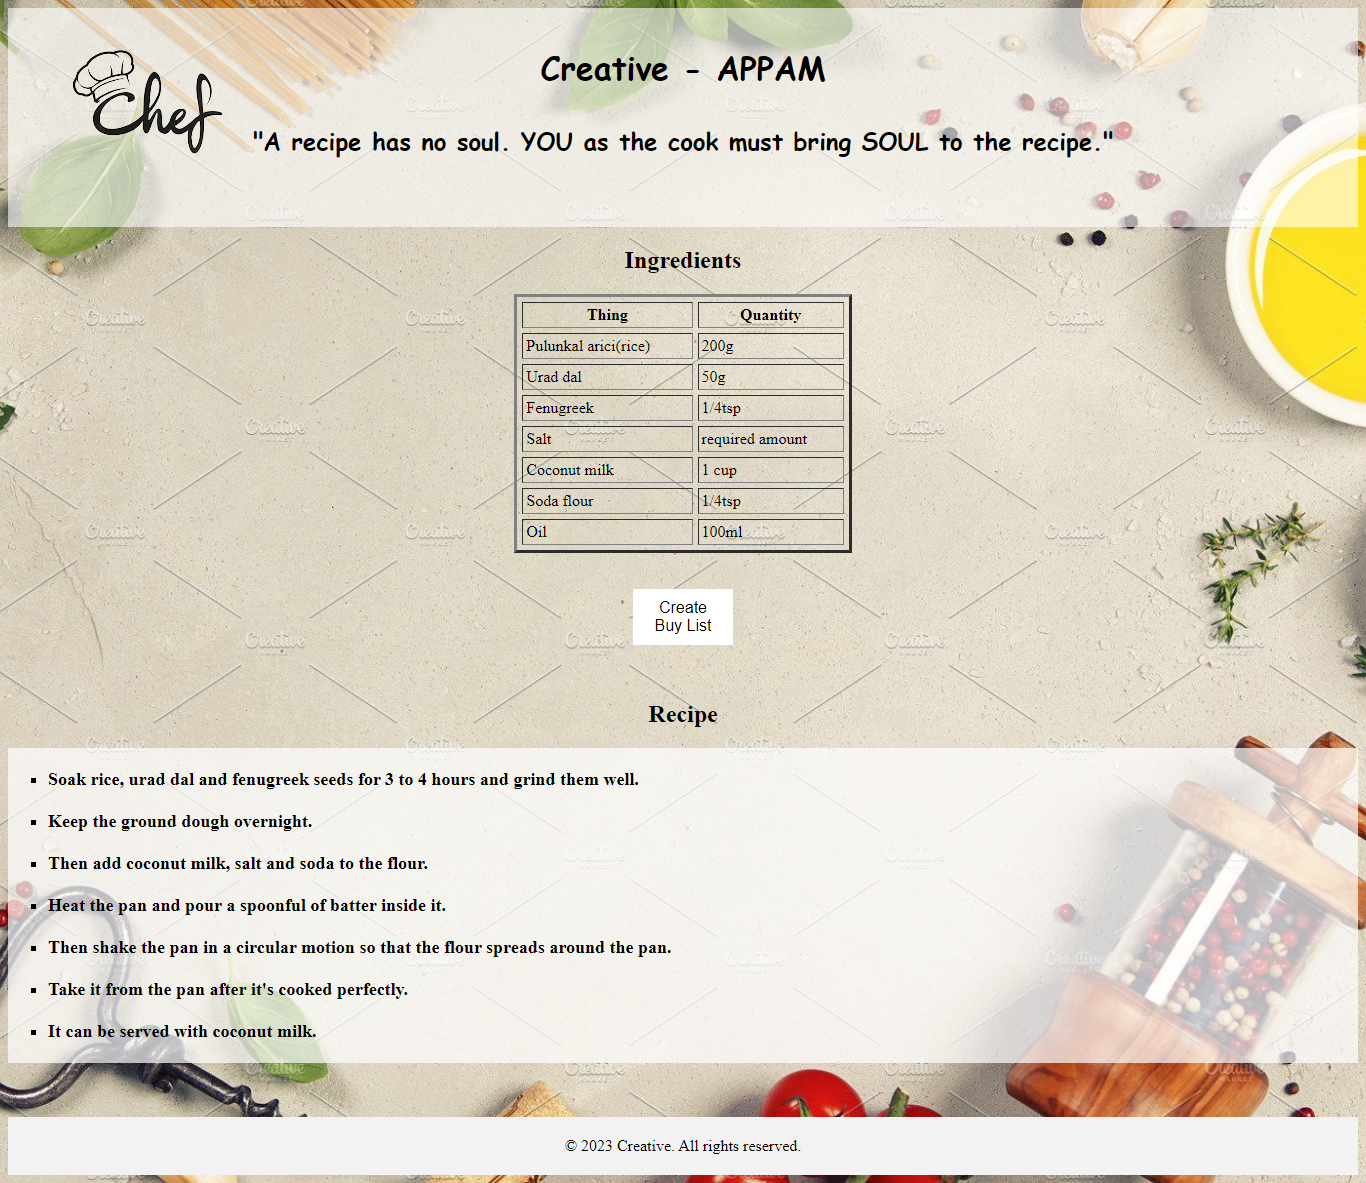 Chef
Creative - APPAM
"A recipe has no soul. YOU as the cook must bring SOUL to the recipe."
Ingredients
Thing Quantity
Pulunkal arici(rice) 200g
Urad dal 50g
Fenugreek 1/4tsp
Salt required amount
Coconut milk 1 cup
Soda flour 1/4tsp
Oil 100ml
Create
Buy List
Recipe
Soak rice, urad dal and fenugreek seeds for 3 to 4 hours and grind them well.
Keep the ground dough overnight.
Then add coconut milk, salt and soda to the flour.
Heat the pan and pour a spoonful of batter inside it.
Then shake the pan in a circular motion so that the flour spreads around the pan.
Take it from the pan after it's cooked perfectly.
It can be served with coconut milk.
© 2023 Creative. All rights reserved.